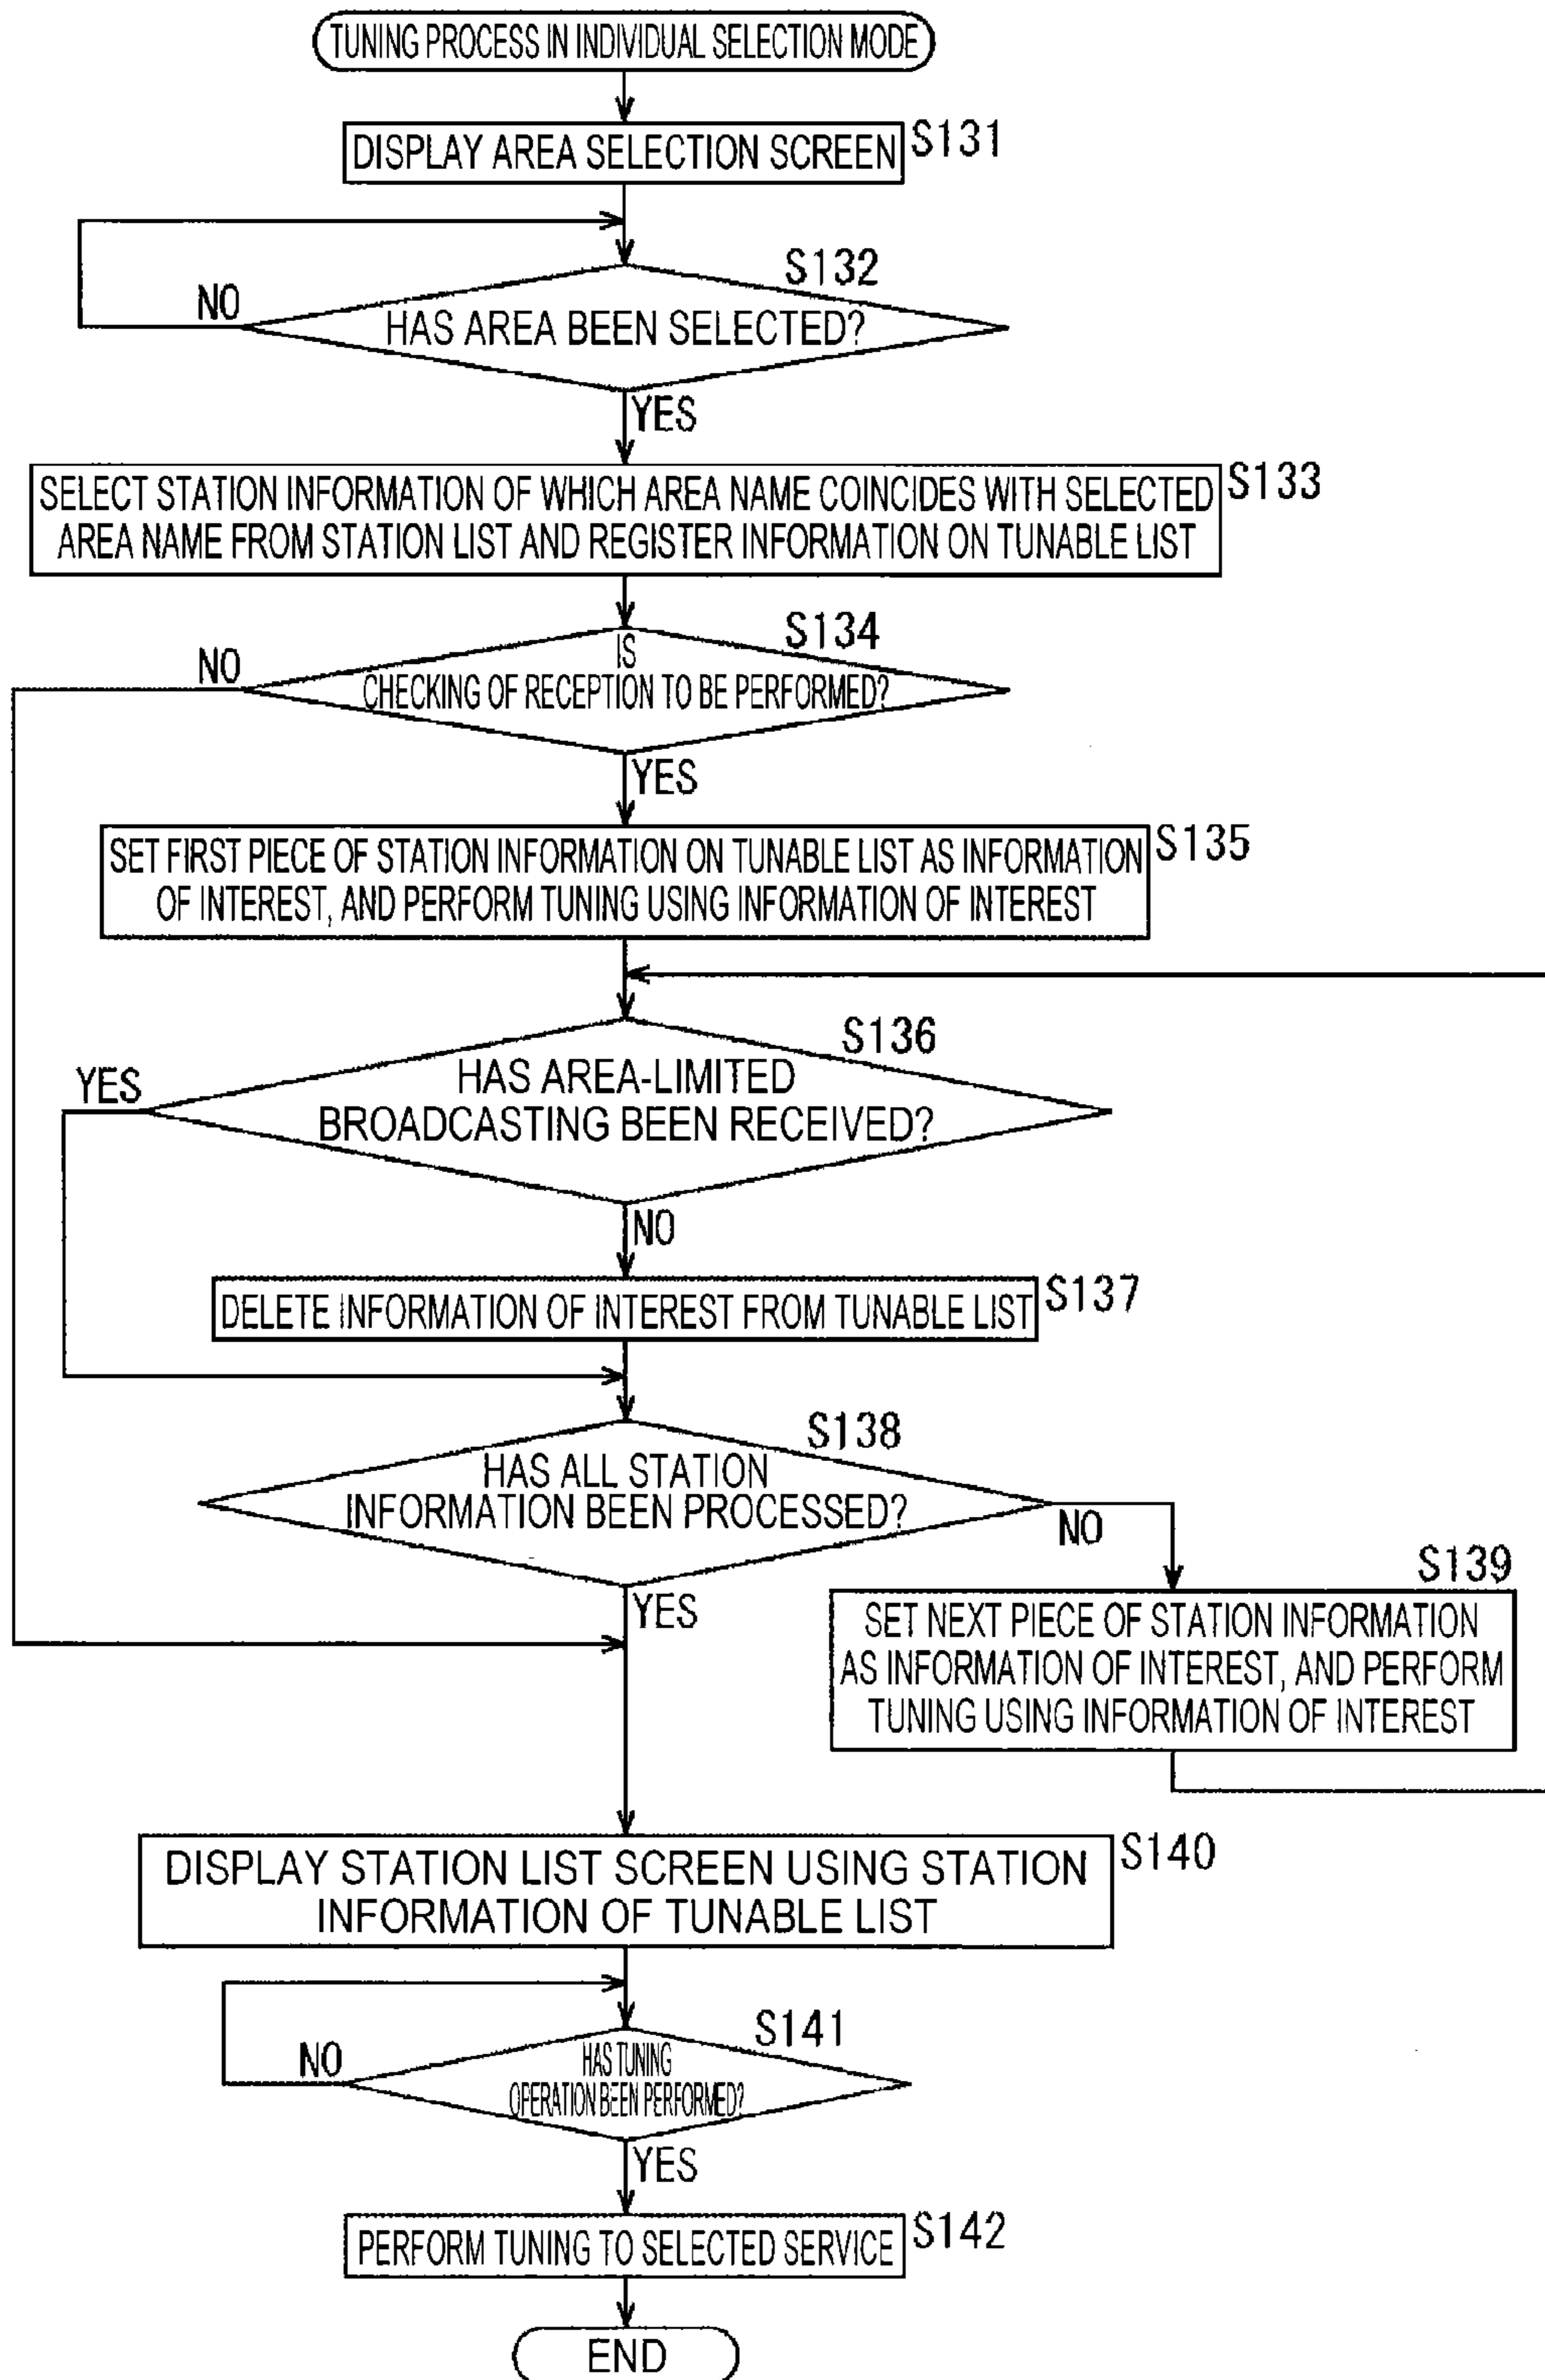 TUNING PROCESS IN INDIVIDUAL SELECTION MODE
DISPLAY AREA SELECTION SCREEN
S131
S132
NO
HAS AREA BEEN SELECTED?
YES
SELECT STATION INFORMATION OF WHICH AREA NAME COINCIDES WITH SELECTED
AREA NAME FROM STATION LIST AND REGISTER INFORMATION ON TUNABLE LIST
S133
S134
NO
IS
CHECKING OF RECEPTION TO BE PERFORMED?
YES
SET FIRST PIECE OF STATION INFORMATION ON TUNABLE LIST AS INFORMATION
OF INTEREST, AND PERFORM TUNING USING INFORMATION OF INTEREST
S135
S136
YES
HAS AREA-LIMITED
BROADCASTING BEEN RECEIVED?
NO
DELETE INFORMATION OF INTEREST FROM TUNABLE LIST
S137
S138
HAS ALL STATION
INFORMATION BEEN PROCESSED?
NO
YES
S139
SET NEXT PIECE OF STATION INFORMATION
AS INFORMATION OF INTEREST, AND PERFORM
TUNING USING INFORMATION OF INTEREST
DISPLAY STATION LIST SCREEN USING STATION
INFORMATION OF TUNABLE LIST
S140
S141
NO
HAS TUNING
OPERATION BEEN PERFORMED?
YES
PERFORM TUNING TO SELECTED SERVICE
S142
END